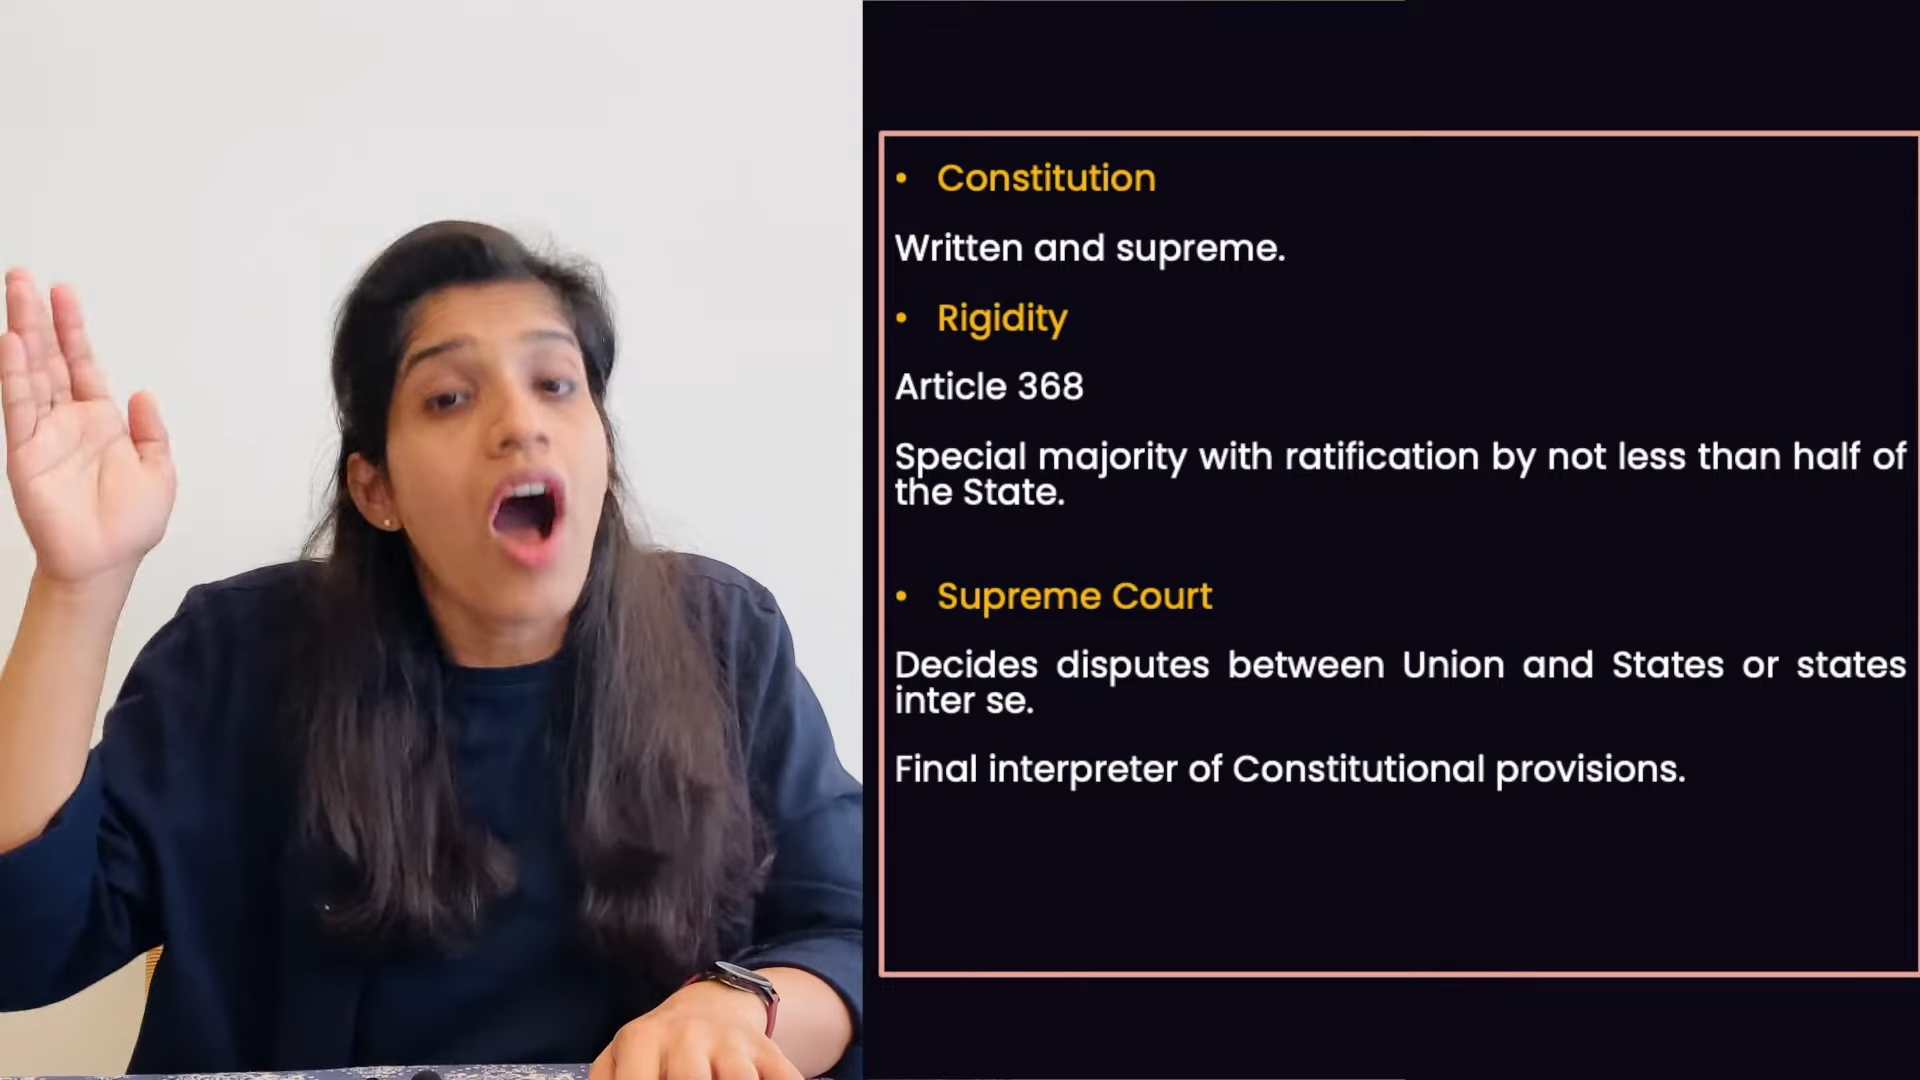 • Constitution
Written and supreme.
• Rigidity
Article 368
Special majority with ratification by not less than half of
the State.
• Supreme Court
Decides disputes between Union and States or states
inter se.
Final interpreter of Constitutional provisions.